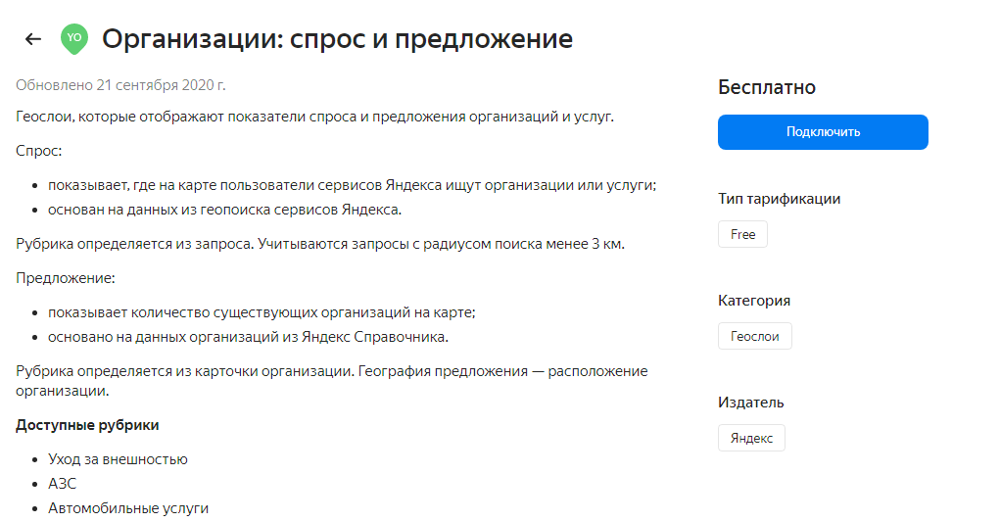 YO
Организации: спрос и предложение
Обновлено 21 сентября 2020 г.
Геослои, которые отображают показатели спроса и предложения организаций и услуг.
Спрос:
• показывает, где на карте пользователи сервисов Яндекса ищут организации или услуги;
• основан на данных из геопоиска сервисов Яндекса.
Рубрика определяется из запроса. Учитываются запросы с радиусом поиска менее 3 км.
Предложение:
• показывает количество существующих организаций на карте;
• основано на данных организаций из Яндекс Справочника.
Рубрика определяется из карточки организации. География предложения — расположение
организации.
Доступные рубрики
• Уход за внешностью
• АЗС
• Автомобильные услуги
Бесплатно
Подключить
Тип тарификации
Free
Категория
Геослои
Издатель
Яндекс